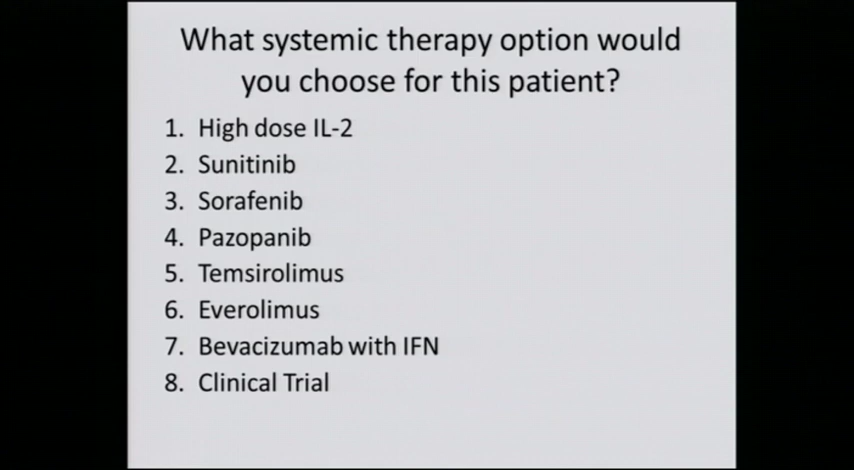 What systemic therapy option would
you choose for this patient?
1. High dose IL-2
2. Sunitinib
3. Sorafenib
4. Pazopanib
5. Temsirolimus
6. Everolimus
7. Bevacizumab with IFN
8. Clinical Trial